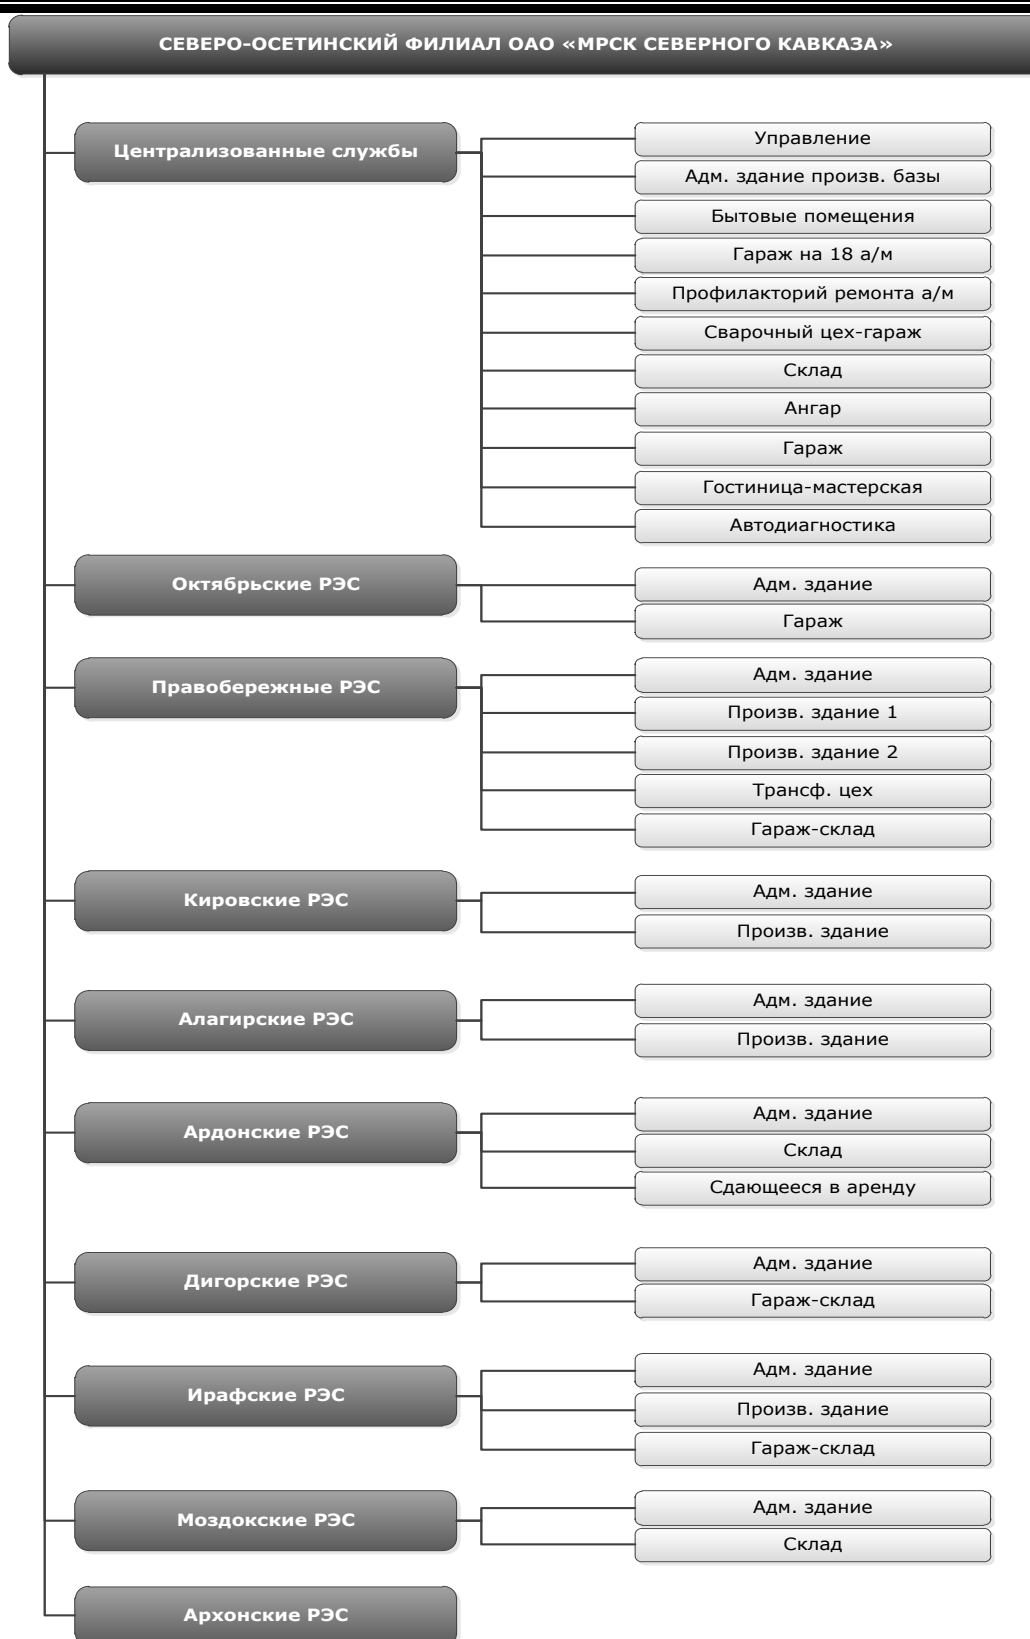 СЕВЕРО-ОСЕТИНСКИЙ ФИЛИАЛ ОАО «МРСК СЕВЕРНОГО КАВКАЗА»
Централизованные службы
Управление
Адм. здание произв. базы
Бытовые помещения
Гараж на 18 а/м
Профилакторий ремонта а/м
Сварочный цех-гараж
Склад
Ангар
Гараж
Гостиница-мастерская
Автодиагностика
Октябрьские РЭС
Адм. здание
Гараж
Правобережные РЭС
Адм. здание
Произв. здание 1
Произв. здание 2
Трансф. цех
Гараж-склад
Кировские РЭС
Адм. здание
Произв. здание
Алагирские РЭС
Адм. здание
Произв. здание
Ардонские РЭС
Адм. здание
Склад
Сдающееся в аренду
Дигорские РЭС
Адм. здание
Гараж-склад
Ирафские РЭС
Адм. здание
Произв. здание
Гараж-склад
Моздокские РЭС
Адм. здание
Склад
Архонские РЭС